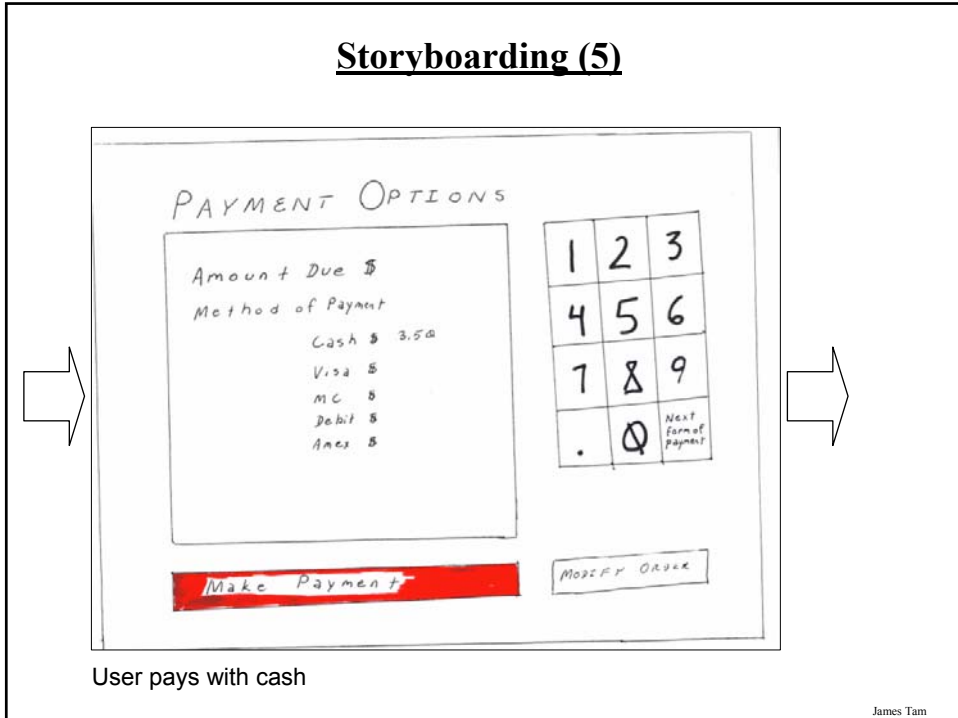 Storyboarding (5)
PAYMENT OPTIONS
Amount Due $
Method of Payment
Cash $ 3.50
Visa $
MC $
Debit $
Amex $
1 2 3
4 5 6
7 8 9
. 0 Next form of payment
Make Payment
MODIFY ORDER
User pays with cash
James Tam